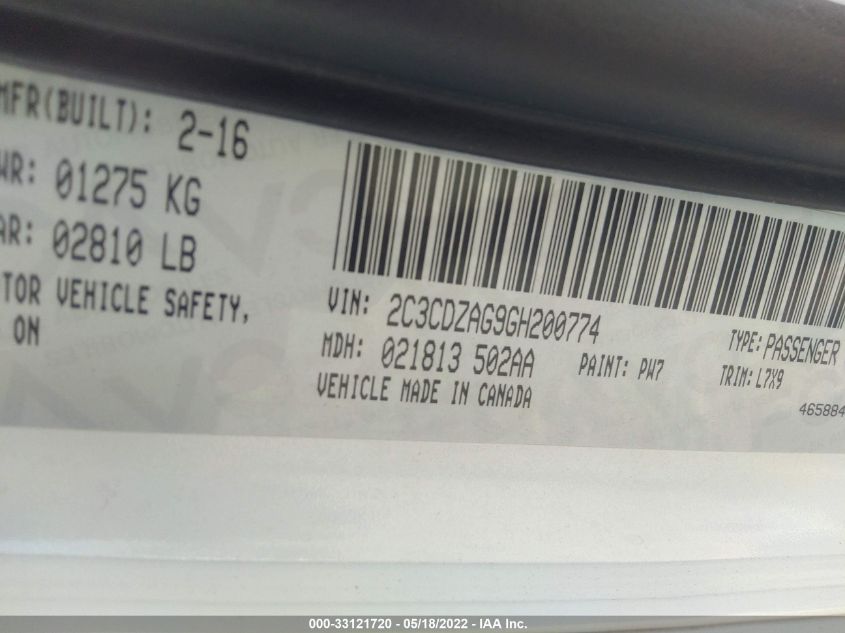 MFR(BUILT): 2-16
WR: 01275 KG
AR: 02810 LB
TOR VEHICLE SAFETY,
ON
VIN: 2C3CDZAG9GH200774
TYPE: PASSENGER
MDH: 021813 502AA
PAINT: PW7
TRIM: L7X9
VEHICLE MADE IN CANADA
465884
000-33121720 - 05/18/2022 - IAA Inc.